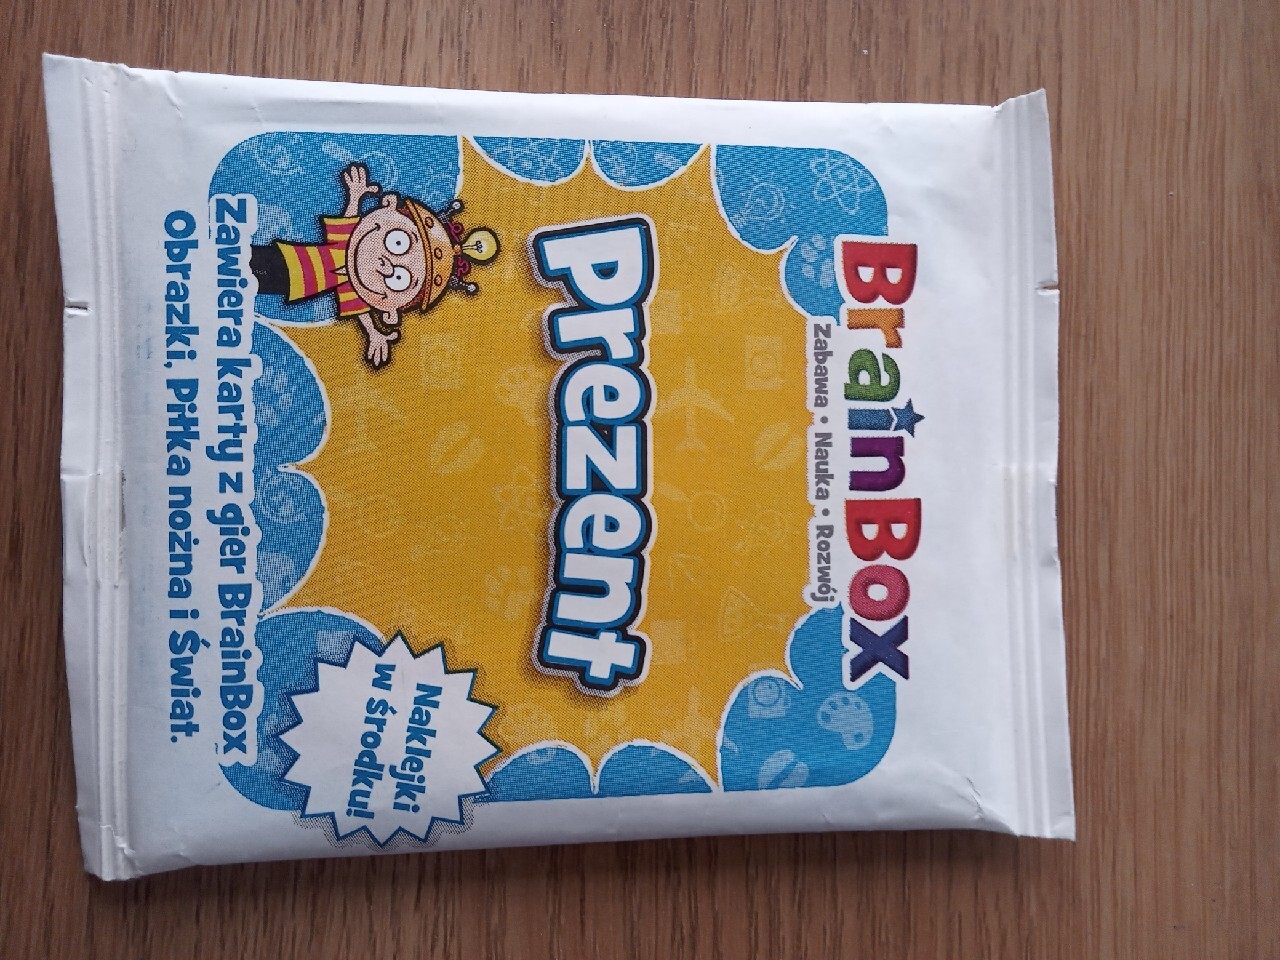 BrainBox
Zabawa • Nauka • Rozwój
Prezent
Naklejki
w środku!
Zawiera karty z gier BrainBox
Obrazki, Piłka nożna i Świat.